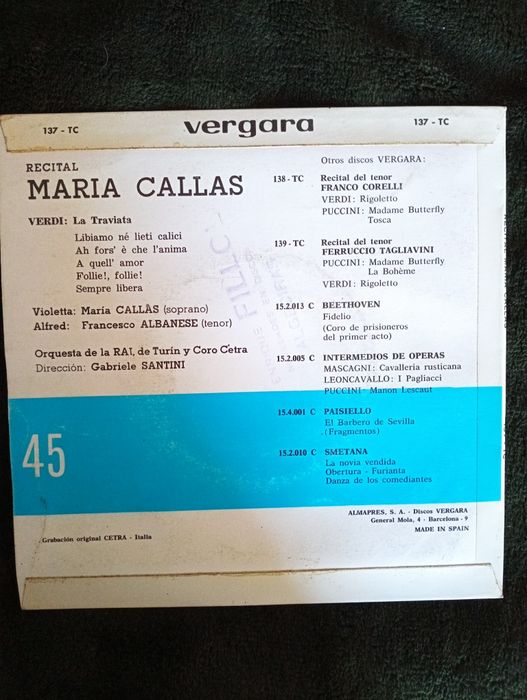 137 - TC
vergara
137 - TC
RECITAL
MARIA CALLAS
VERDI: La Traviata
Libiamo né lieti calici
Ah fors' è che l'anima
A quell' amor
Follie!, follie!
Sempre libera
Violetta: María CALLAS (soprano)
Alfred: Francesco ALBANESE (tenor)
Orquesta de la RAI, de Turín y Coro Cetra
Dirección: Gabriele SANTINI
45
Grabación original CETRA - Italia
Otros discos VERGARA:
138 - TC Recital del tenor
FRANCO CORELLI
VERDI: Rigoletto
PUCCINI: Madame Butterfly
Tosca
139 - TC Recital del tenor
FERRUCCIO TAGLIAVINI
PUCCINI: Madame Butterfly
La Bohème
VERDI: Rigoletto
15.2.013 C BEETHOVEN
Fidelio
(Coro de prisioneros
del primer acto)
15.2.005 C INTERMEDIOS DE OPERAS
MASCAGNI: Cavalleria rusticana
LEONCAVALLO: I Pagliacci
PUCCINI: Manon Lescaut
15.4.001 C PAISIELLO
El Barbero de Sevilla
(Fragmentos)
15.2.010 C SMETANA
La novia vendida
Obertura - Furianta
Danza de los comediantes
ALMAPRES, S. A. - Discos VERGARA
General Mola, 4 - Barcelona - 9
MADE IN SPAIN